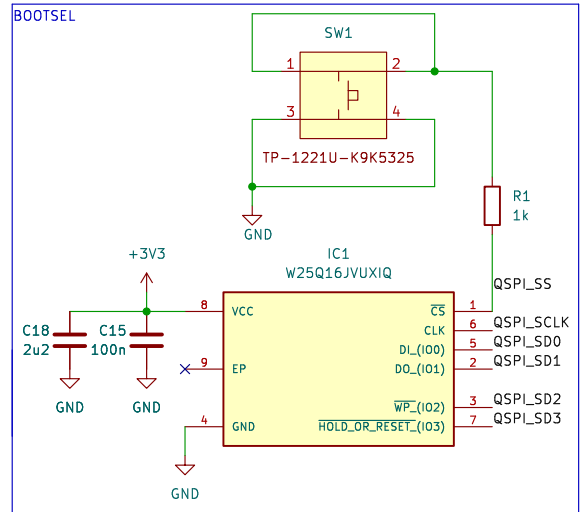 BOOTSEL
SW1
1
2
3
4
TP-1221U-K9K5325
GND
R1
1k
+3V3
IC1
W25Q16JVUXIQ
QSPI_SS
8
VCC
CS
1
C18
2u2
C15
100n
CLK
6
QSPI_SCLK
DI_(IO0)
5
QSPI_SD0
9
EP
DO_(IO1)
2
QSPI_SD1
GND
GND
WP_(IO2)
3
QSPI_SD2
4
GND
HOLD_OR_RESET_(IO3)
7
QSPI_SD3
GND